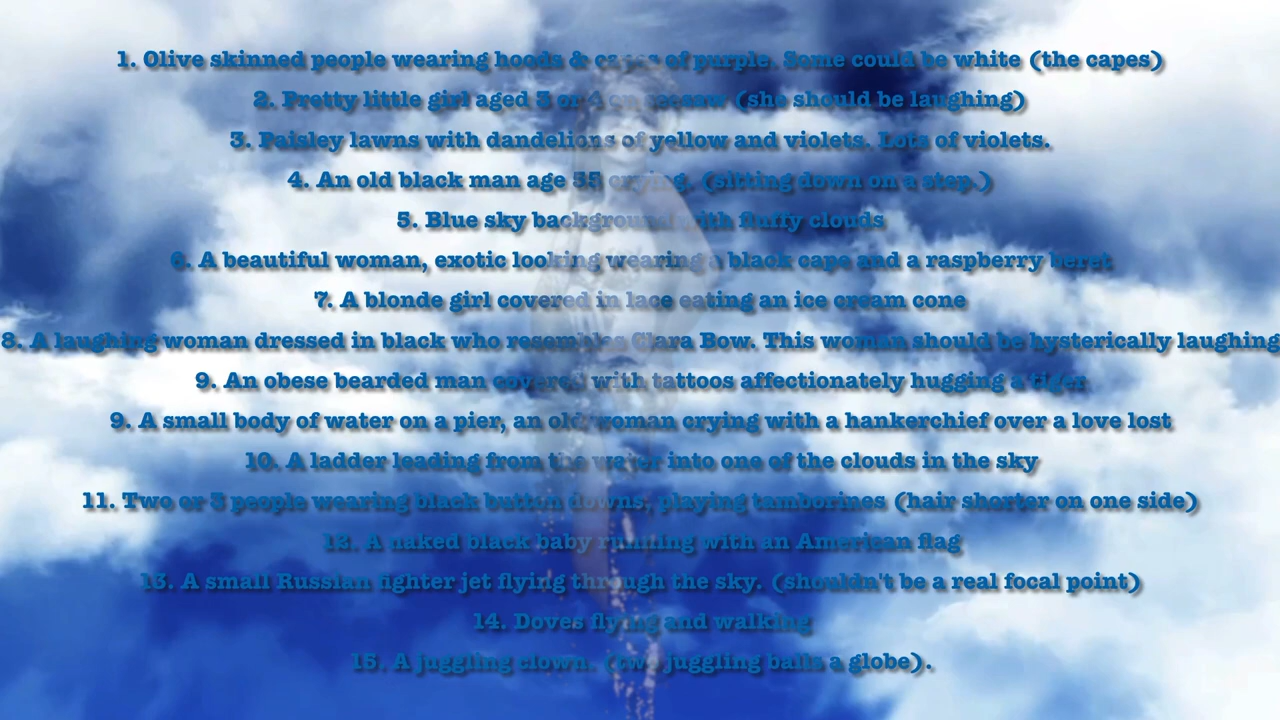 1. Olive skinned people wearing hoods & capes of purple. Some could be white (the capes)
2. Pretty little girl aged 3 or 4 on seesaw (she should be laughing)
3. Paisley lawns with dandelions of yellow and violets. Lots of violets.
4. An old black man age 55 crying. (sitting down on a step.)
5. Blue sky background with fluffy clouds
6. A beautiful woman, exotic looking wearing a black cape and a raspberry beret
7. A blonde girl covered in lace eating an ice cream cone
8. A laughing woman dressed in black who resembles Clara Bow. This woman should be hysterically laughing
9. An obese bearded man covered with tattoos affectionately hugging a tiger
9. A small body of water on a pier, an old woman crying with a hankerchief over a love lost
10. A ladder leading from the water into one of the clouds in the sky
11. Two or 3 people wearing black button downs, playing tamborines (hair shorter on one side)
12. A naked black baby running with an American flag
13. A small Russian fighter jet flying through the sky. (shouldn't be a real focal point)
14. Doves flying and walking
15. A juggling clown. (two juggling balls a globe).